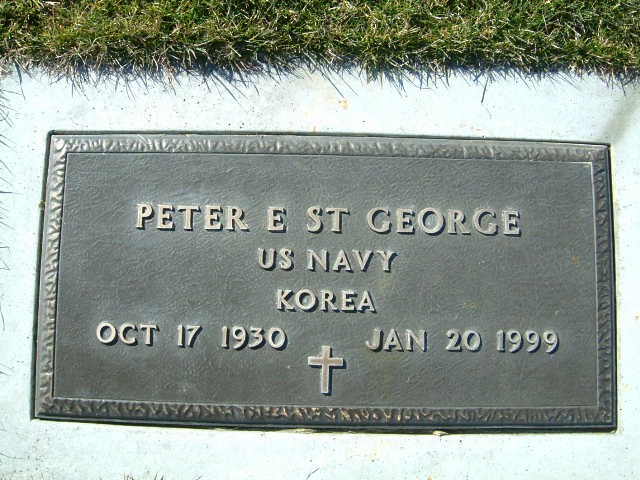 PETER E ST GEORGE
US NAVY
KOREA
OCT 17 1930 JAN 20 1999